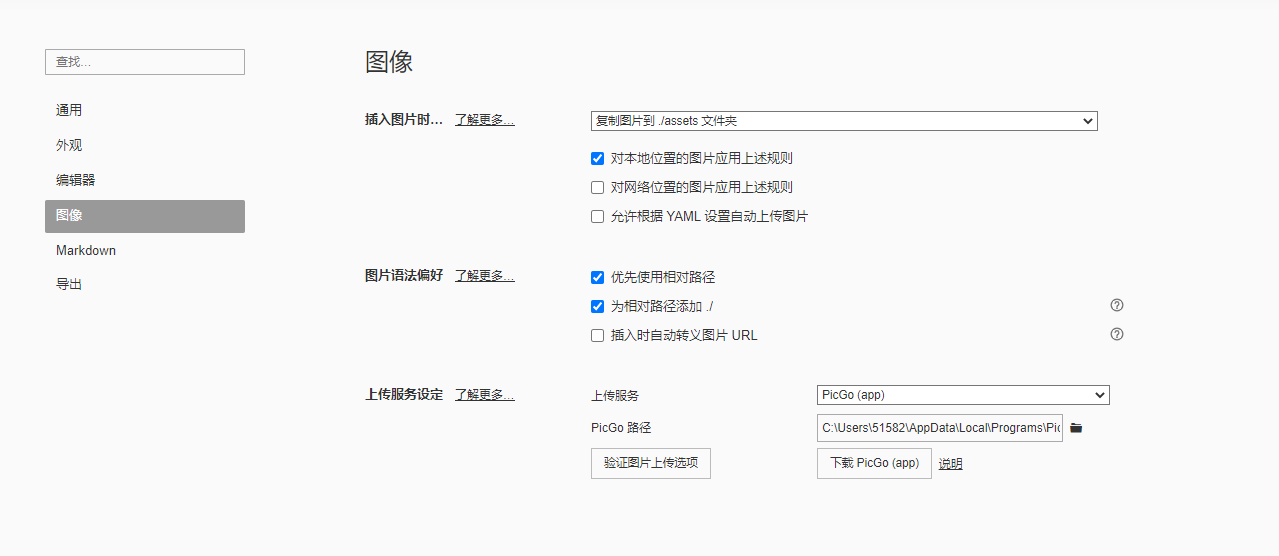 查找...
通用
外观
编辑器
图像
Markdown
导出
图像
插入图片时... 了解更多... 复制图片到 ./assets 文件夹
对本地位置的图片应用上述规则
对网络位置的图片应用上述规则
允许根据 YAML 设置自动上传图片
图片语法偏好 了解更多... 优先使用相对路径
为相对路径添加 ./
插入时自动转义图片 URL
上传服务设定 了解更多... 上传服务 PicGo (app)
PicGo 路径 C:\Users\51582\AppData\Local\Programs\Pic
验证图片上传选项 下载 PicGo (app) 说明